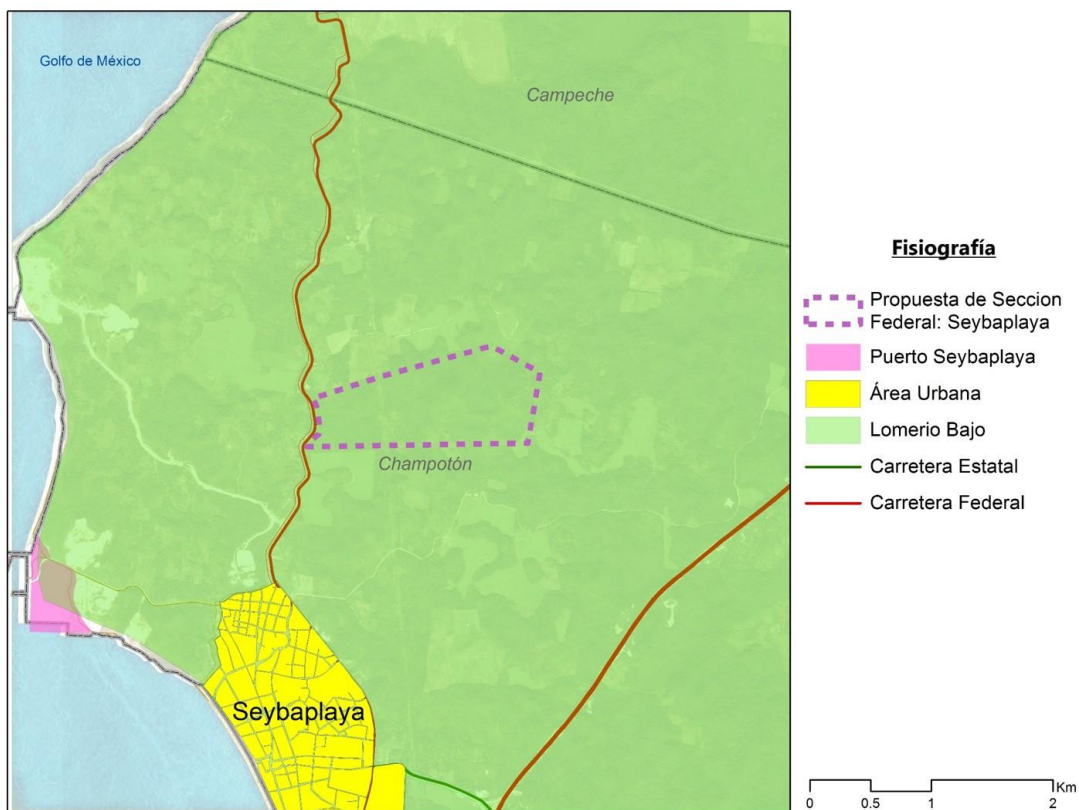 Golfo de México
Campeche
Champotón
Seybaplaya
Fisiografía
Propuesta de Seccion
Federal: Seybaplaya
Puerto Seybaplaya
Área Urbana
Lomerio Bajo
Carretera Estatal
Carretera Federal
Km
0 0.5 1 2